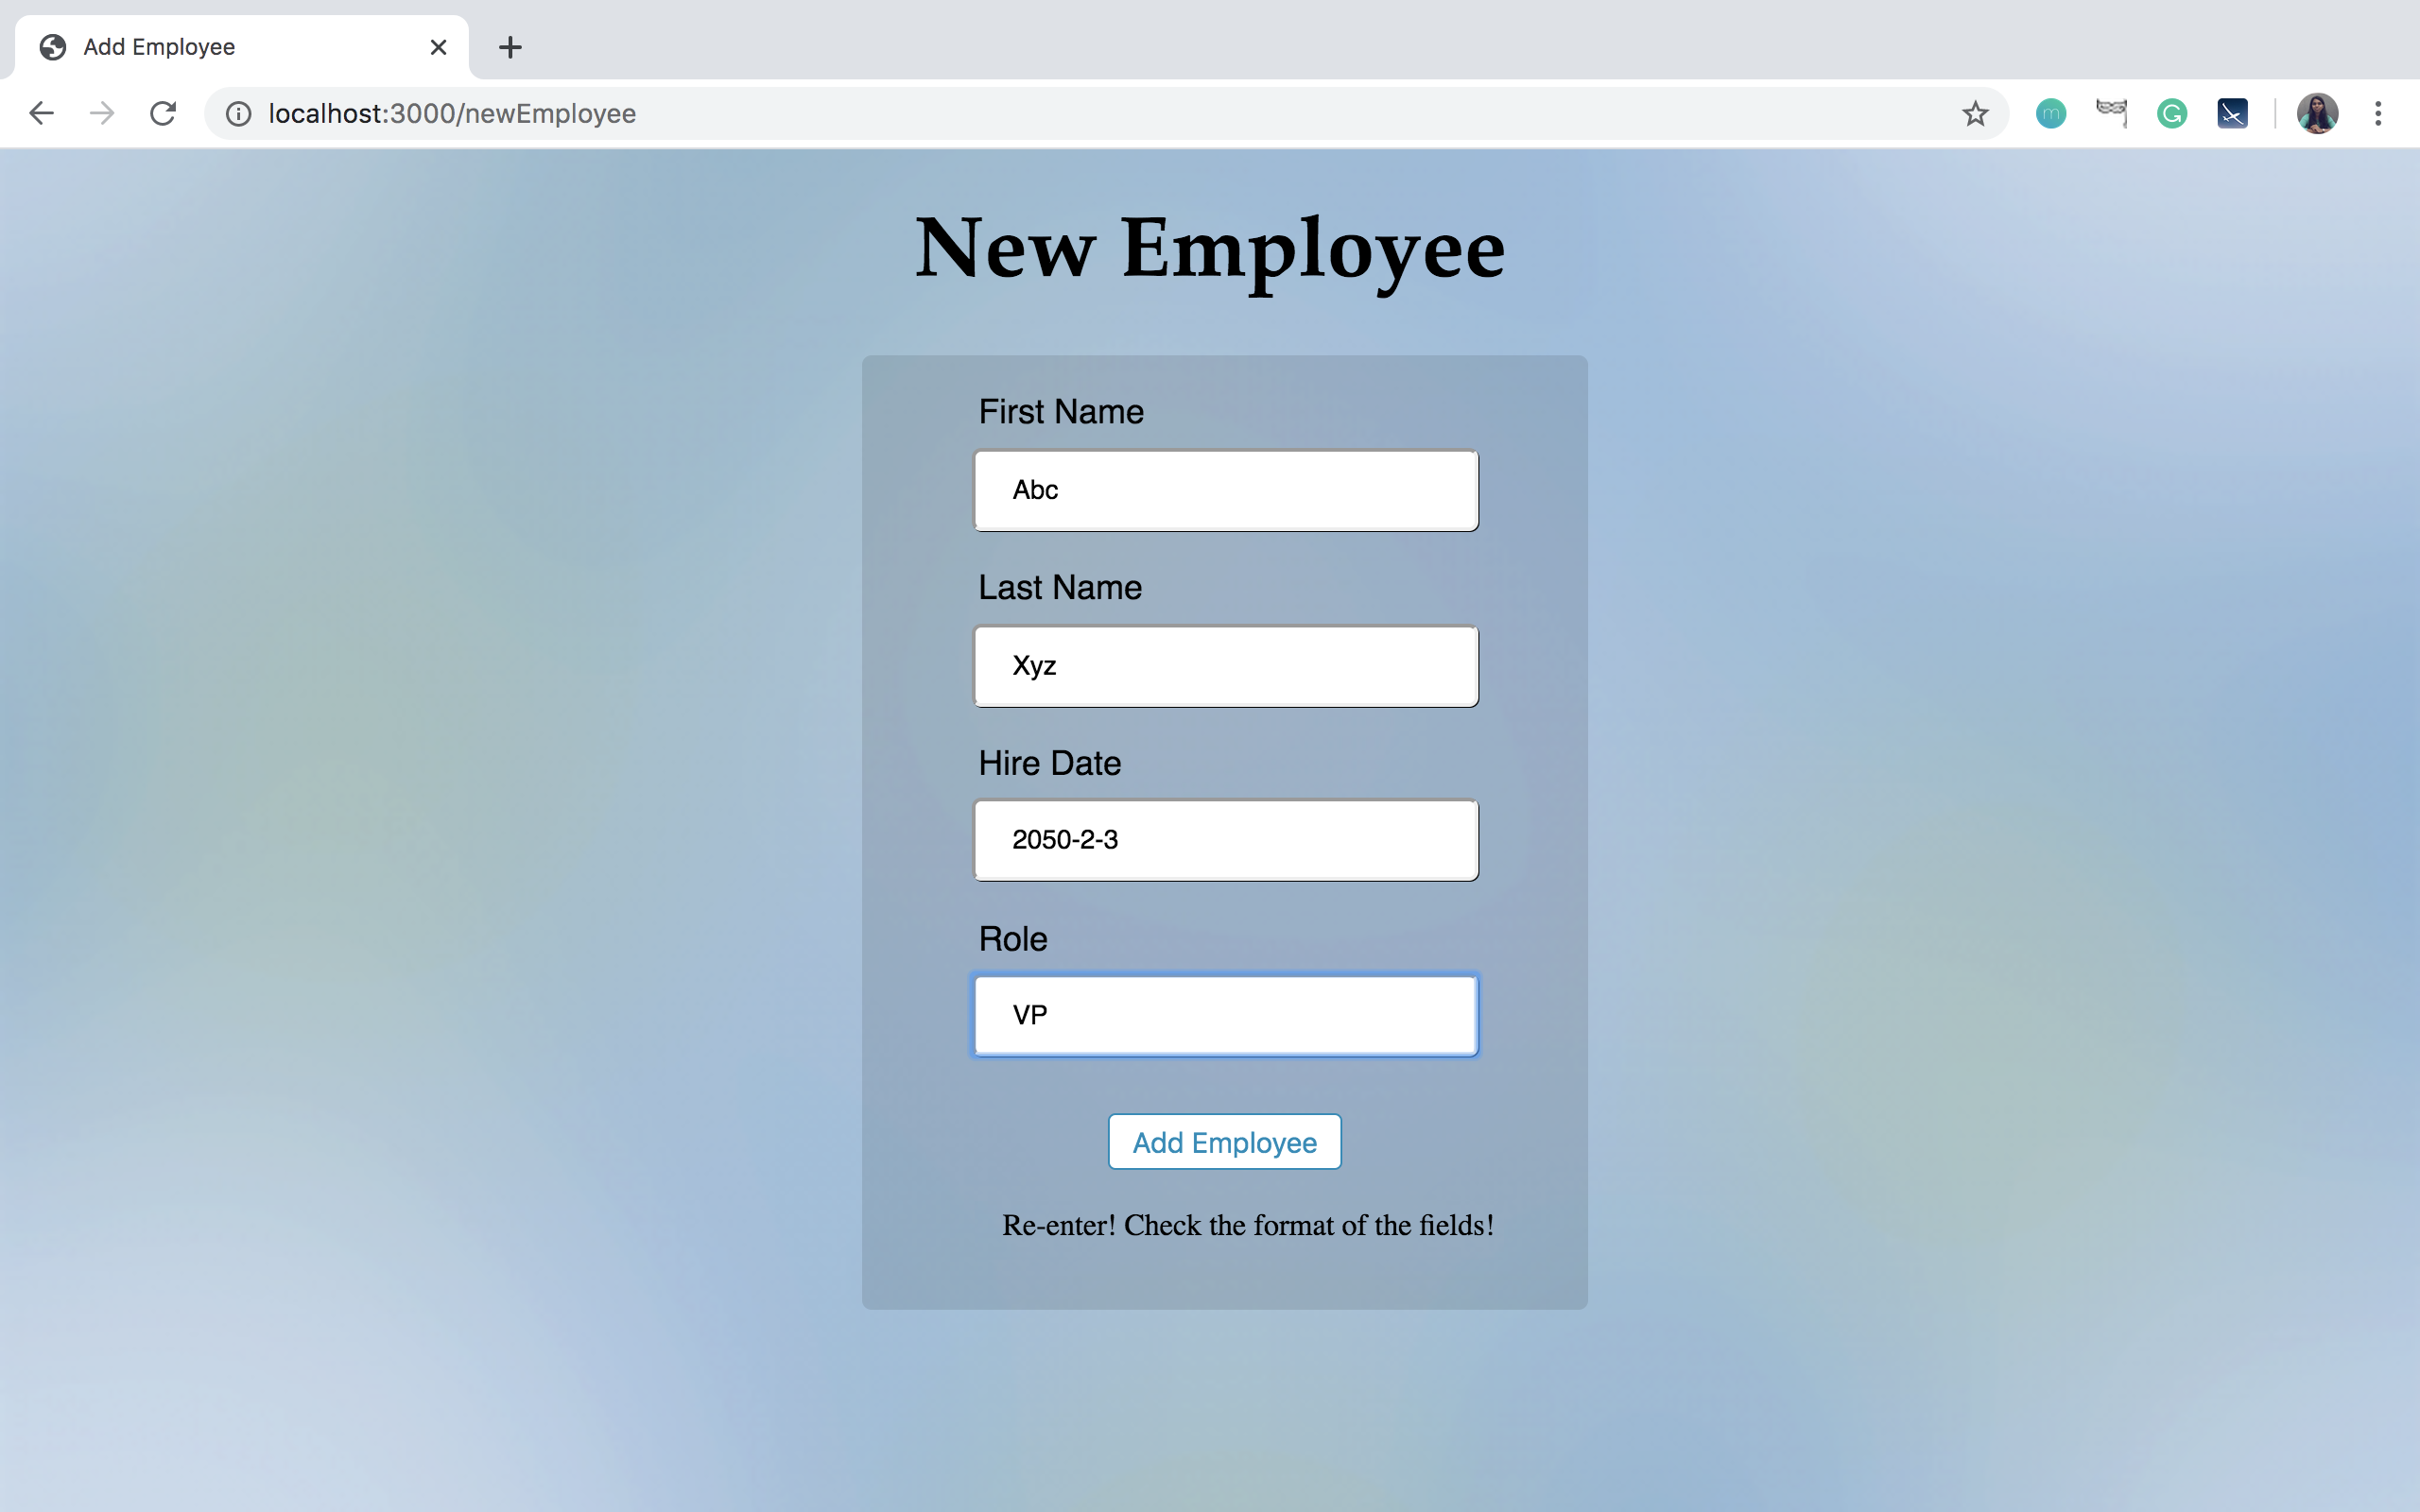 Add Employee
localhost:3000/newEmployee
New Employee
First Name
Abc
Last Name
Xyz
Hire Date
2050-2-3
Role
VP
Add Employee
Re-enter! Check the format of the fields!